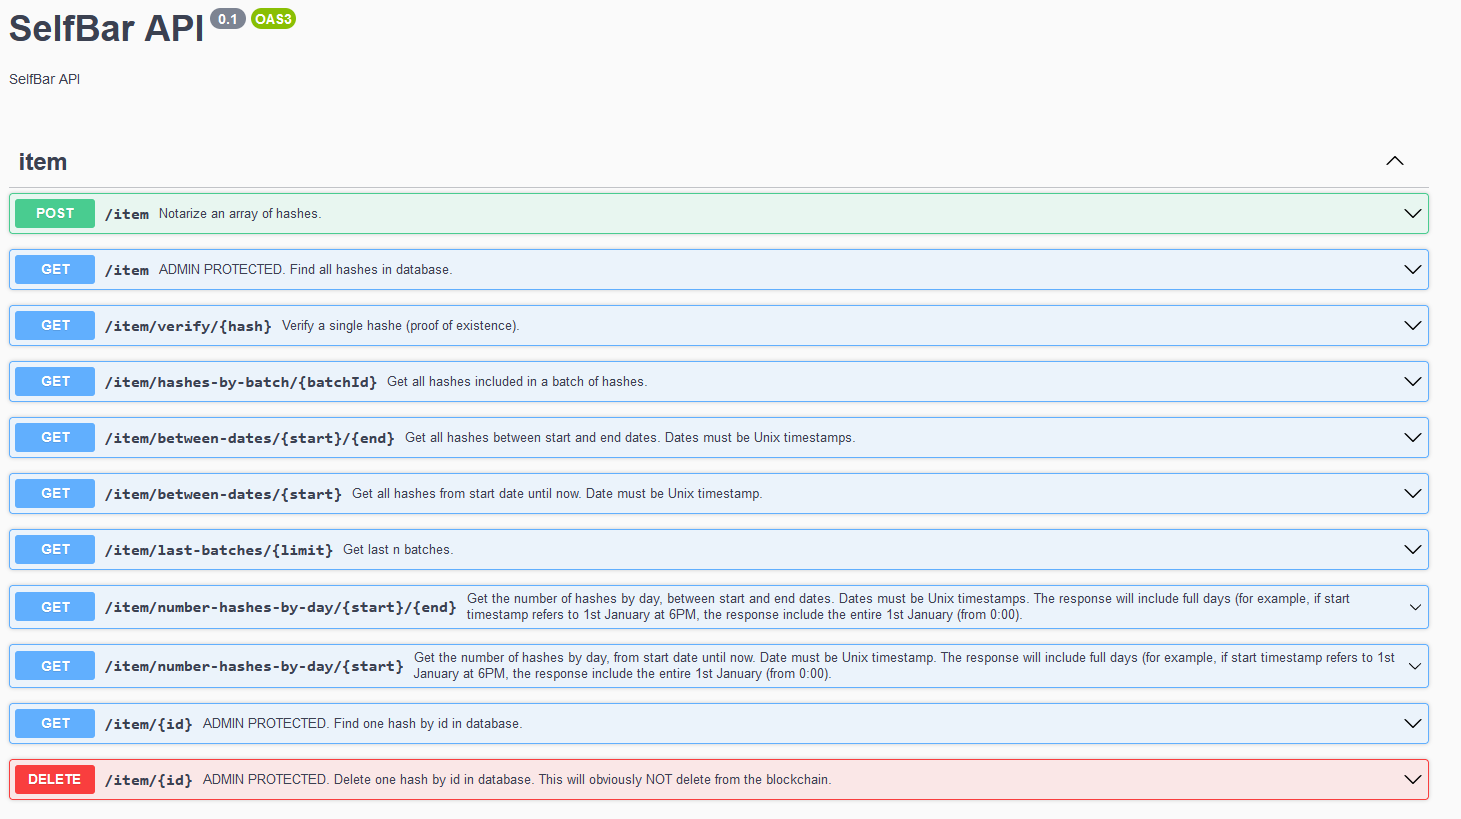 SelfBar API 0.1 OAS3
SelfBar API
item
POST /item Notarize an array of hashes.
GET /item ADMIN PROTECTED. Find all hashes in database.
GET /item/verify/{hash} Verify a single hashe (proof of existence).
GET /item/hashes-by-batch/{batchId} Get all hashes included in a batch of hashes.
GET /item/between-dates/{start}/{end} Get all hashes between start and end dates. Dates must be Unix timestamps.
GET /item/between-dates/{start} Get all hashes from start date until now. Date must be Unix timestamp.
GET /item/last-batches/{limit} Get last n batches.
GET /item/number-hashes-by-day/{start}/{end} Get the number of hashes by day, between start and end dates. Dates must be Unix timestamps. The response will include full days (for example, if start
timestamp refers to 1st January at 6PM, the response include the entire 1st January (from 0:00).
GET /item/number-hashes-by-day/{start} Get the number of hashes by day, from start date until now. Date must be Unix timestamp. The response will include full days (for example, if start timestamp refers to 1st
January at 6PM, the response include the entire 1st January (from 0:00).
GET /item/{id} ADMIN PROTECTED. Find one hash by id in database.
DELETE /item/{id} ADMIN PROTECTED. Delete one hash by id in database. This will obviously NOT delete from the blockchain.